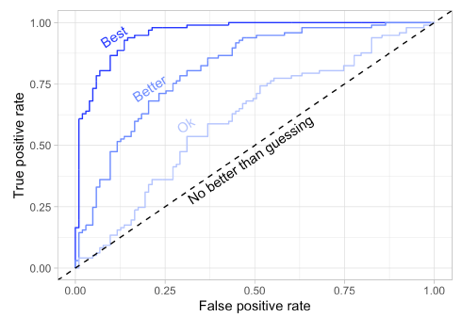 1.00
0.75
0.50
0.25
0.00
True positive rate
Best
Better
Ok
No better than guessing
0.00 0.25 0.50 0.75 1.00
False positive rate